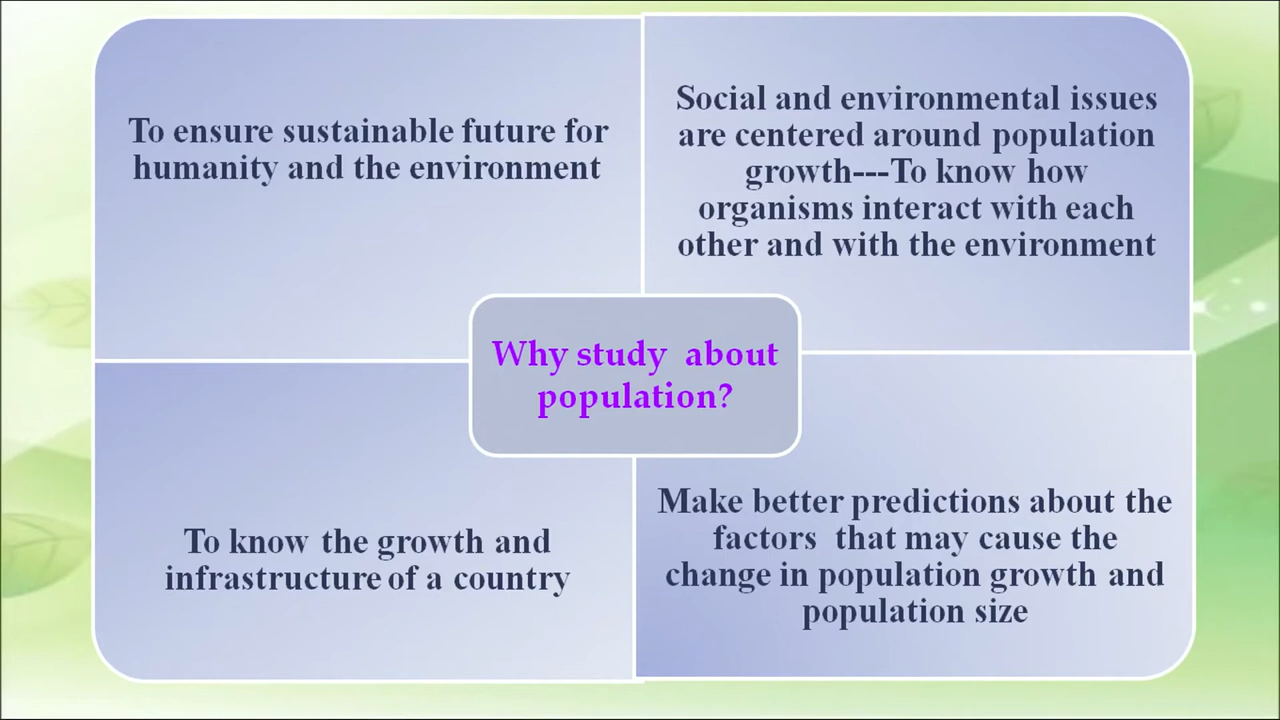 To ensure sustainable future for
humanity and the environment
Social and environmental issues
are centered around population
growth---To know how
organisms interact with each
other and with the environment
Why study about
population?
To know the growth and
infrastructure of a country
Make better predictions about the
factors that may cause the
change in population growth and
population size